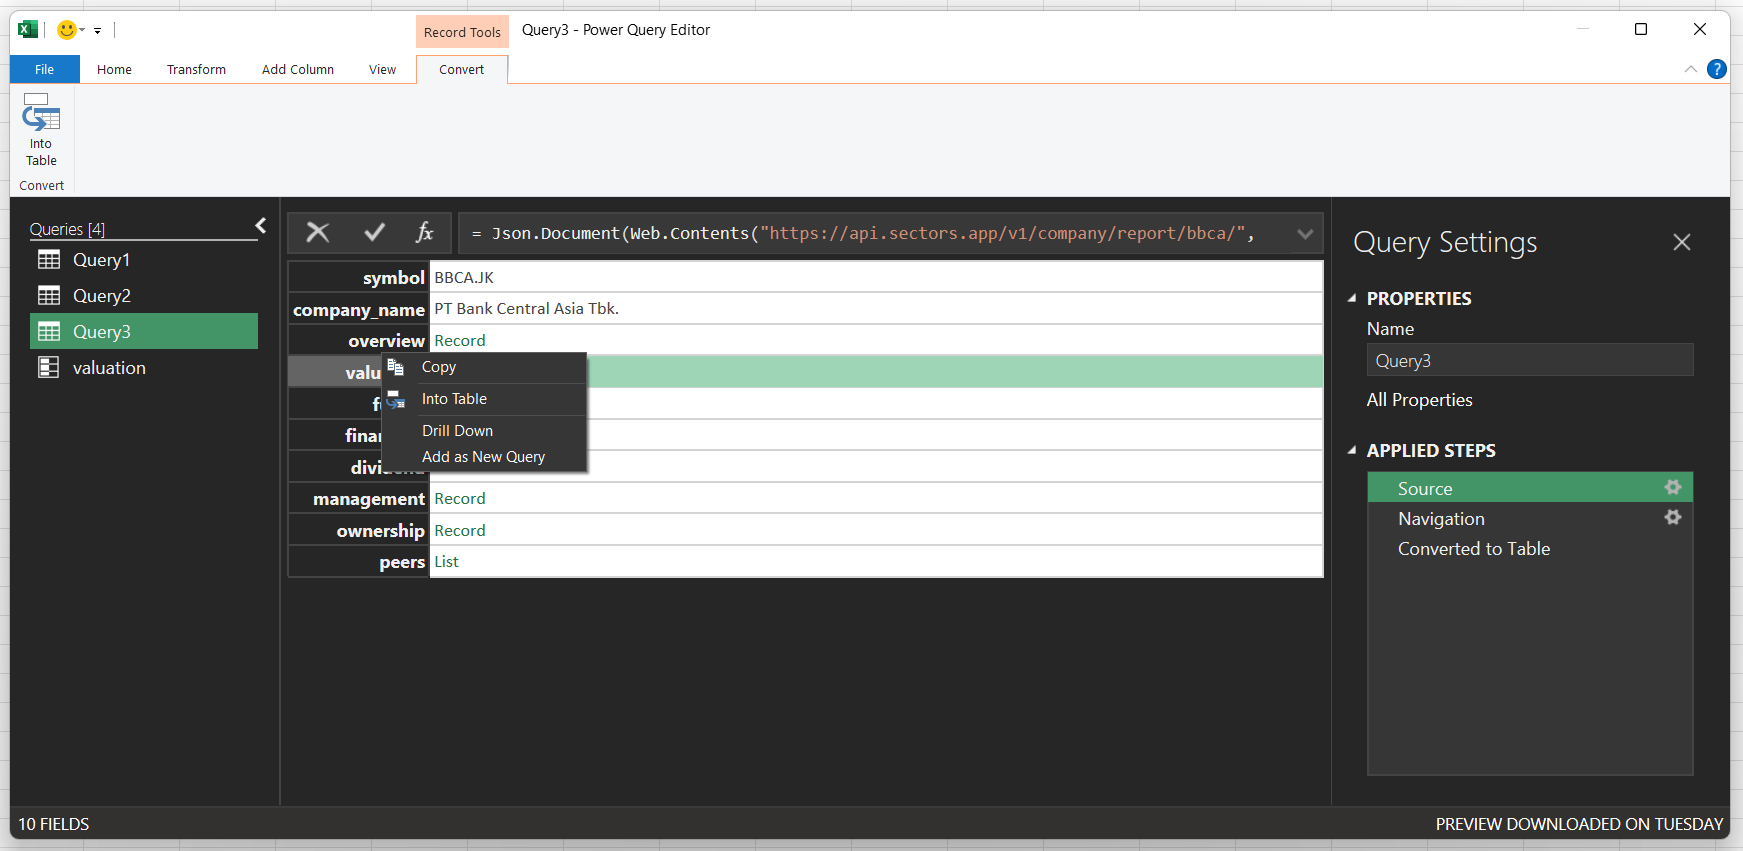 Record Tools
Query3 - Power Query Editor
File
Home
Transform
Add Column
View
Convert
?
Into
Table
Convert
Queries [4]
Query1
Query2
Query3
valuation
fx
= Json.Document(Web.Contents("https://api.sectors.app/v1/company/report/bbca/",
symbol BBCA.JK
company_name PT Bank Central Asia Tbk.
overview Record
valu
f
finan
dividend
management Record
ownership Record
peers List
Copy
Into Table
Drill Down
Add as New Query
Query Settings
PROPERTIES
Name
Query3
All Properties
APPLIED STEPS
Source
Navigation
Converted to Table
10 FIELDS
PREVIEW DOWNLOADED ON TUESDAY